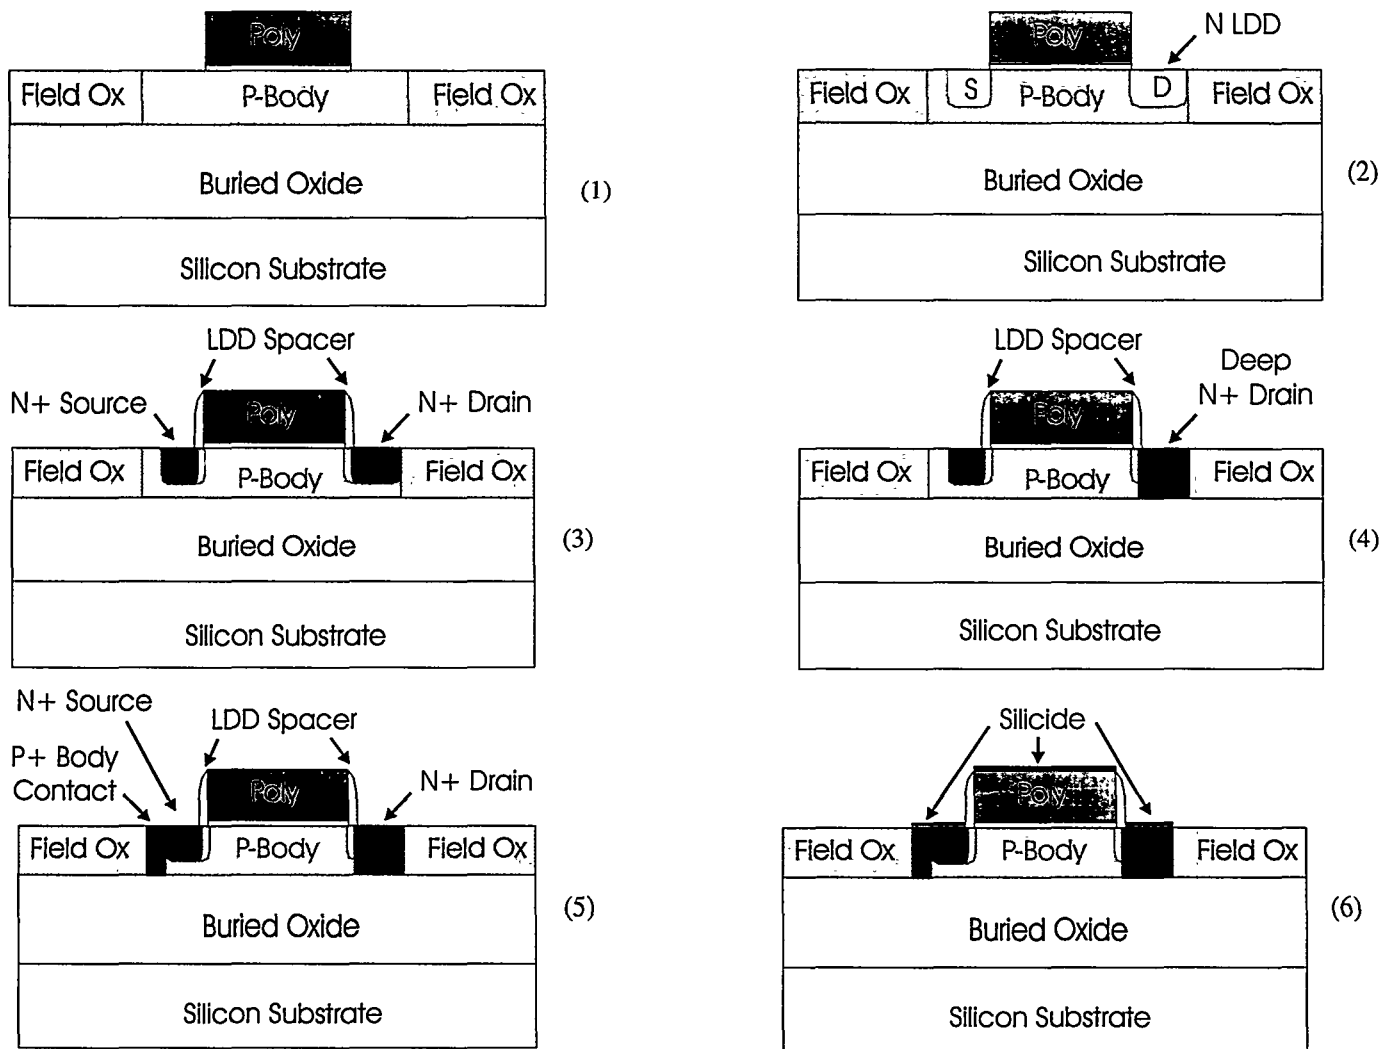 Poly
Field Ox
P-Body
Field Ox
Buried Oxide
Silicon Substrate
(1)
N LDD
Poly
Field Ox
S
P-Body
D
Field Ox
Buried Oxide
Silicon Substrate
(2)
LDD Spacer
N+ Source
N+ Drain
Poly
Field Ox
P-Body
Field Ox
Buried Oxide
Silicon Substrate
(3)
LDD Spacer
Deep
N+ Drain
Poly
Field Ox
P-Body
Field Ox
Buried Oxide
Silicon Substrate
(4)
N+ Source
LDD Spacer
P+ Body
Contact
N+ Drain
Poly
Field Ox
P-Body
Field Ox
Buried Oxide
Silicon Substrate
(5)
Silicide
Poly
Field Ox
P-Body
Field Ox
Buried Oxide
Silicon Substrate
(6)